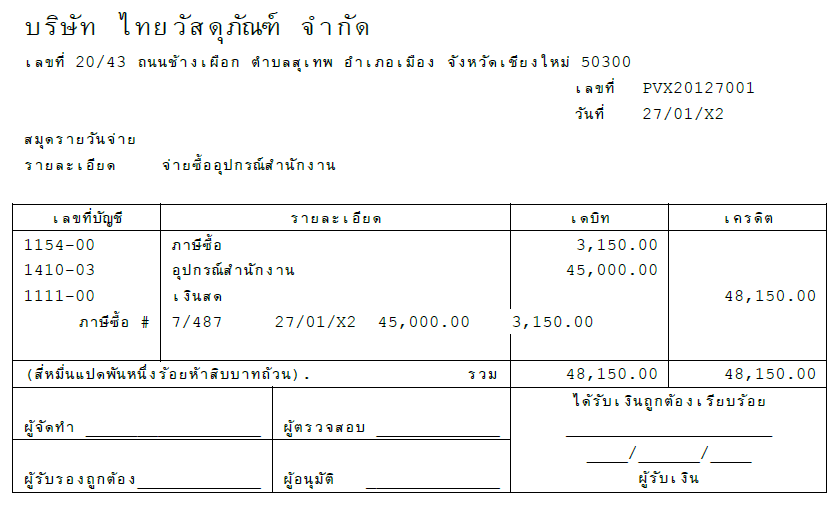 บริษัท ไทยวัสดุภัณฑ์ จำกัด
เลขที่ 20/43 ถนนช้างเผือก ตำบลสุเทพ อำเภอเมือง จังหวัดเชียงใหม่ 50300
เลขที่ PVX20127001
วันที่ 27/01/X2
สมุดรายวันจ่าย
รายละเอียด จ่ายซื้ออุปกรณ์สำนักงาน
เลขที่บัญชี รายละเอียด เดบิท เครดิต
1154-00 ภาษีซื้อ 3,150.00
1410-03 อุปกรณ์สำนักงาน 45,000.00
1111-00 เงินสด 48,150.00
ภาษีซื้อ # 7/487 27/01/X2 45,000.00 3,150.00
(สี่หมื่นแปดพันหนึ่งร้อยห้าสิบบาทถ้วน). รวม 48,150.00 48,150.00
ได้รับเงินถูกต้องเรียบร้อย
ผู้จัดทำ ____________ ผู้ตรวจสอบ ____________
____/______/____
ผู้รับรองถูกต้อง____________ ผู้อนุมัติ ____________ ผู้รับเงิน